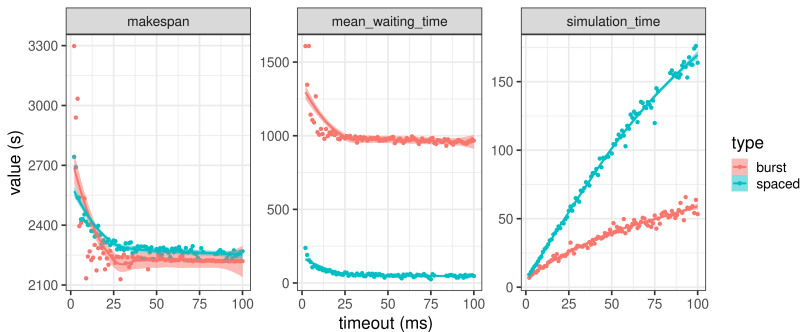 makespan mean_waiting_time simulation_time
value (s)
3300
3000
2700
2400
2100
0 25 50 75 100
1500
1000
500
0
0 25 50 75 100
150
100
50
0
0 25 50 75 100
timeout (ms)
type
burst
spaced